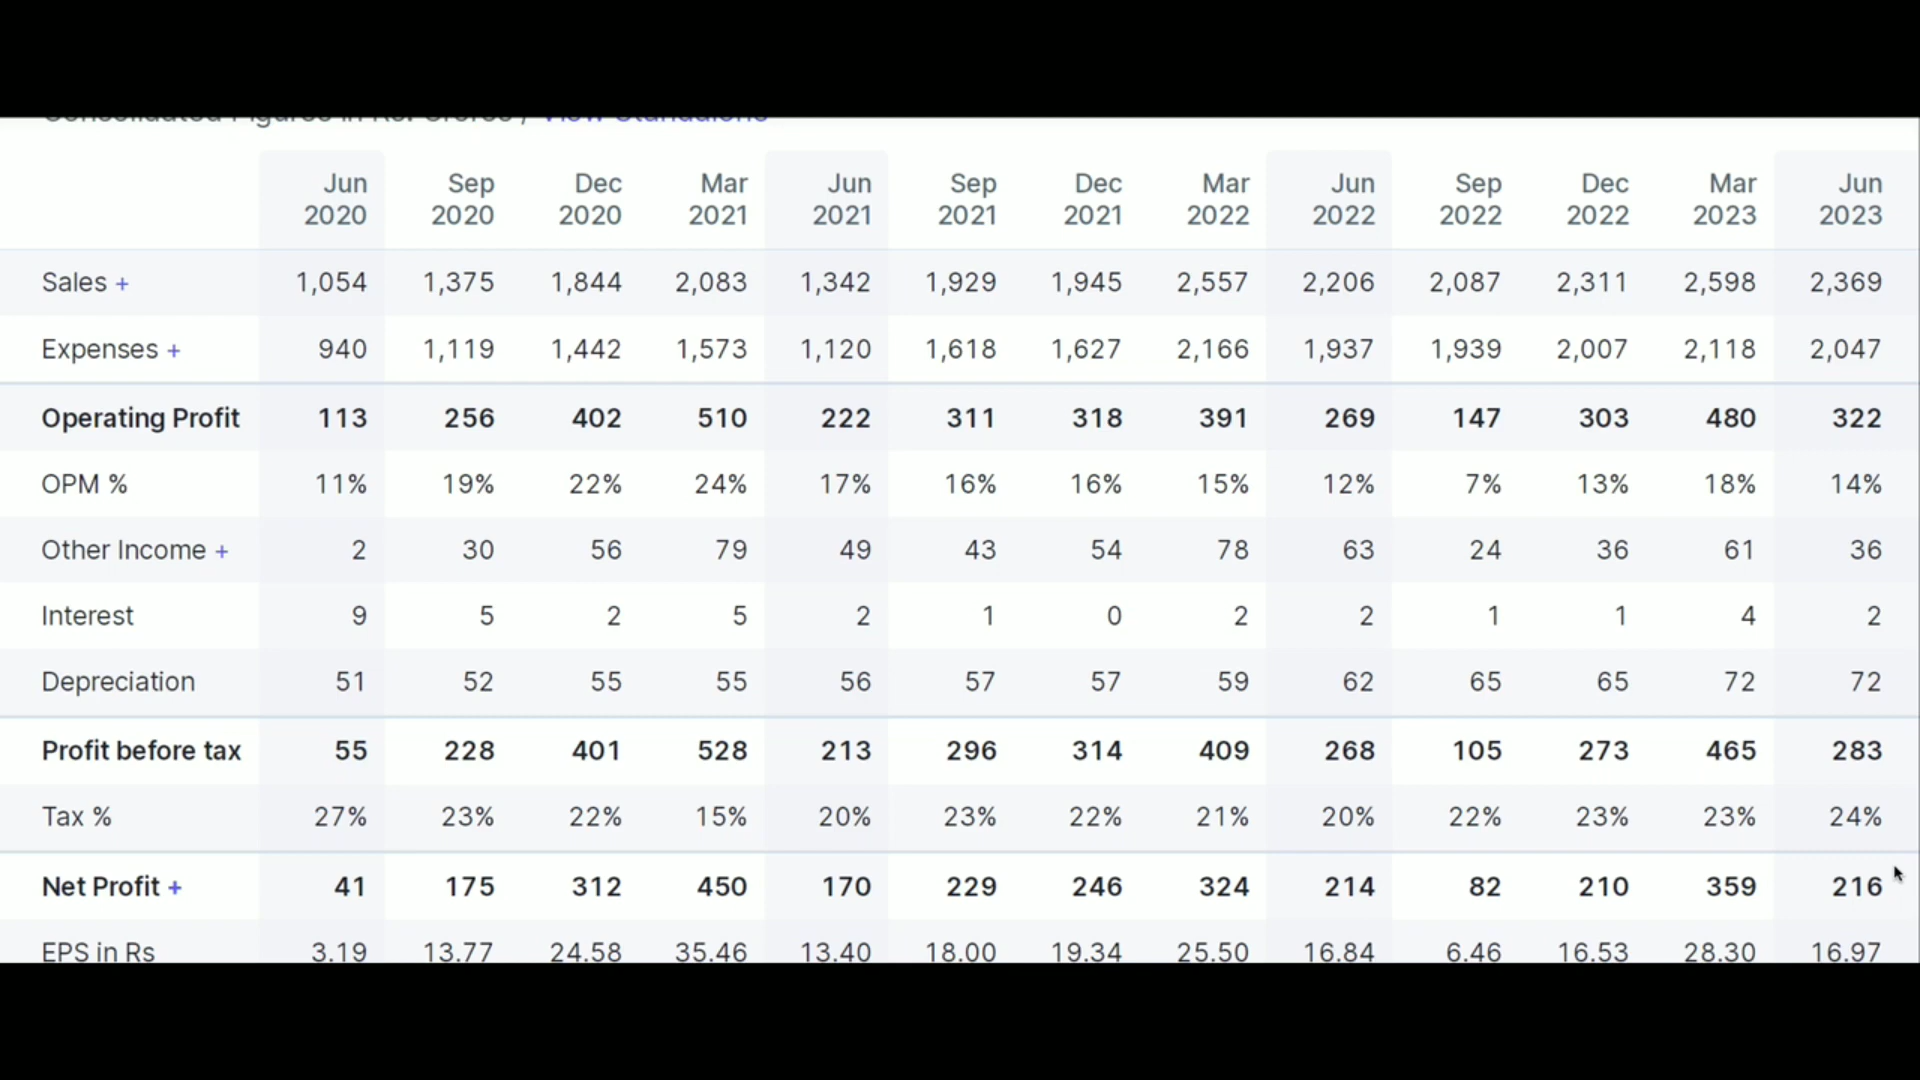 Consolidated Figures in Rs. Crores / View Standalone
Jun 2020 Sep 2020 Dec 2020 Mar 2021 Jun 2021 Sep 2021 Dec 2021 Mar 2022 Jun 2022 Sep 2022 Dec 2022 Mar 2023 Jun 2023
Sales + 1,054 1,375 1,844 2,083 1,342 1,929 1,945 2,557 2,206 2,087 2,311 2,598 2,369
Expenses + 940 1,119 1,442 1,573 1,120 1,618 1,627 2,166 1,937 1,939 2,007 2,118 2,047
Operating Profit 113 256 402 510 222 311 318 391 269 147 303 480 322
OPM % 11% 19% 22% 24% 17% 16% 16% 15% 12% 7% 13% 18% 14%
Other Income + 2 30 56 79 49 43 54 78 63 24 36 61 36
Interest 9 5 2 5 2 1 0 2 2 1 1 4 2
Depreciation 51 52 55 55 56 57 57 59 62 65 65 72 72
Profit before tax 55 228 401 528 213 296 314 409 268 105 273 465 283
Tax % 27% 23% 22% 15% 20% 23% 22% 21% 20% 22% 23% 23% 24%
Net Profit + 41 175 312 450 170 229 246 324 214 82 210 359 216
EPS in Rs 3.19 13.77 24.58 35.46 13.40 18.00 19.34 25.50 16.84 6.46 16.53 28.30 16.97